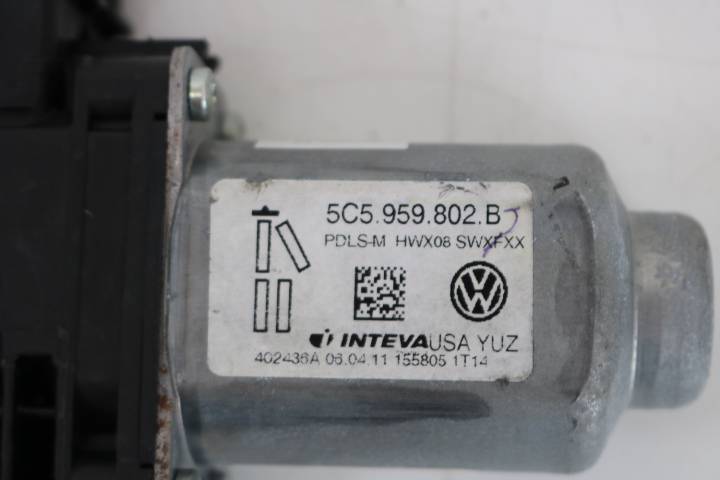 5C5.959.802.B
PDLS-M HWX08 SWXFXX
INTEVA USA YUZ
402436A 06.04.11 155805 1T14